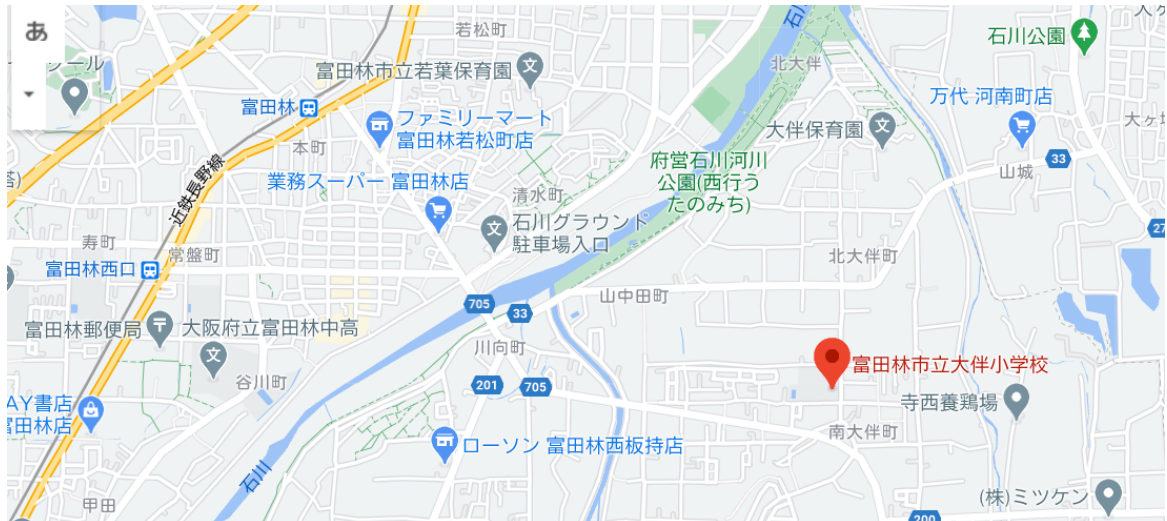 あ
若松町
石川公園
富田林市立若葉保育園
北大伴
富田林
ファミリーマート
富田林若松町店
万代 河南町店
大伴保育園
本町
府営石川河川
公園(西行う
たのみち)
33
山城
近鉄長野線
業務スーパー 富田林店
清水町
石川グラウンド
駐車場入口
寿町
常盤町
北大伴町
富田林西口
山中田町
705
33
富田林郵便局
大阪府立富田林中高
川向町
富田林市立大伴小学校
谷川町
201
705
寺西養鶏場
AY書店
富田林店
南大伴町
ローソン 富田林西板持店
石川
甲田
(株)ミツケン
200